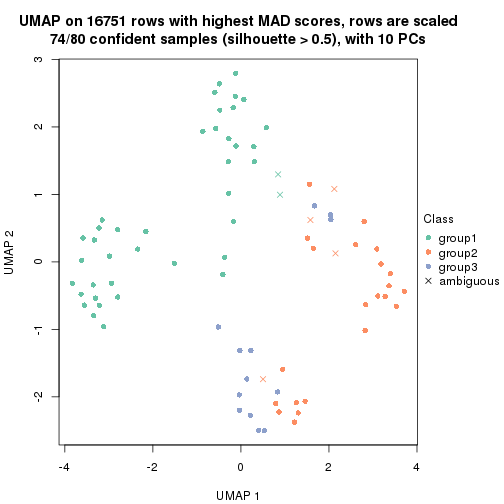 UMAP on 16751 rows with highest MAD scores, rows are scaled
74/80 confident samples (silhouette > 0.5), with 10 PCs
3
2
1
0
-1
-2
UMAP 2
-4
-2
0
2
4
UMAP 1
Class
group1
group2
group3
ambiguous